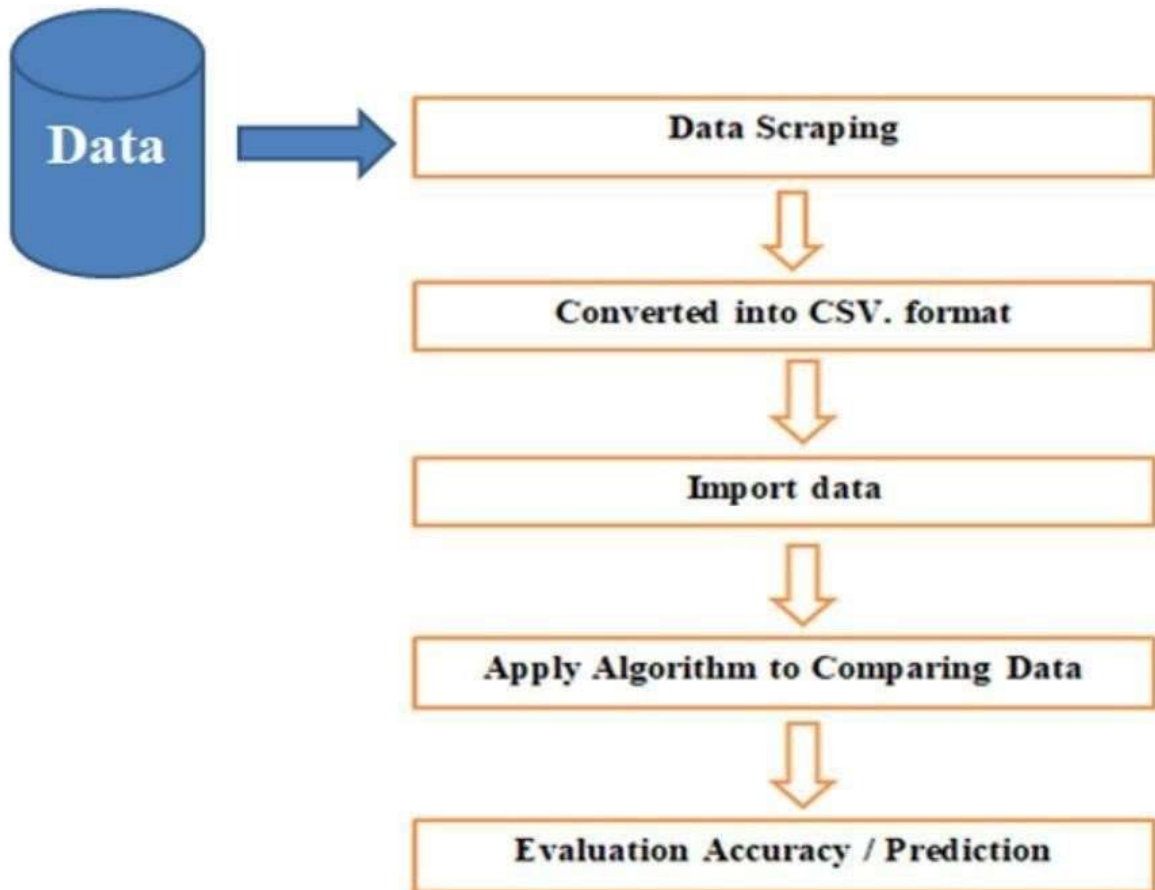 Data
Data Scraping
Converted into CSV. format
Import data
Apply Algorithm to Comparing Data
Evaluation Accuracy / Prediction